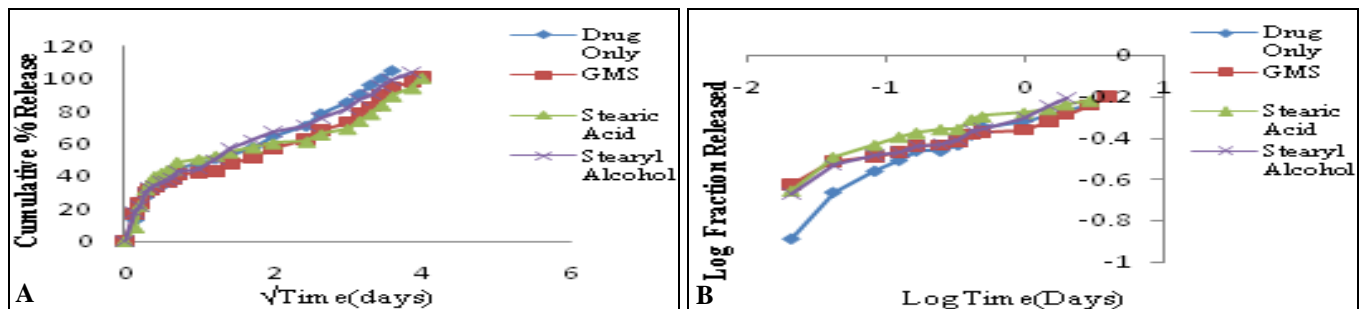 120
100
80
60
40
20
0
0 2 4 6
Cumulative % Release
√Time(days)
A
Drug
Only
GMS
Stearic
Acid
Stearyl
Alcohol
0
-0.2
-0.4
-0.6
-0.8
-1
-2 -1 0 1
Log Fraction Released
Log Time(Days)
B
Drug
Only
GMS
Stearic
Acid
Stearyl
Alcohol